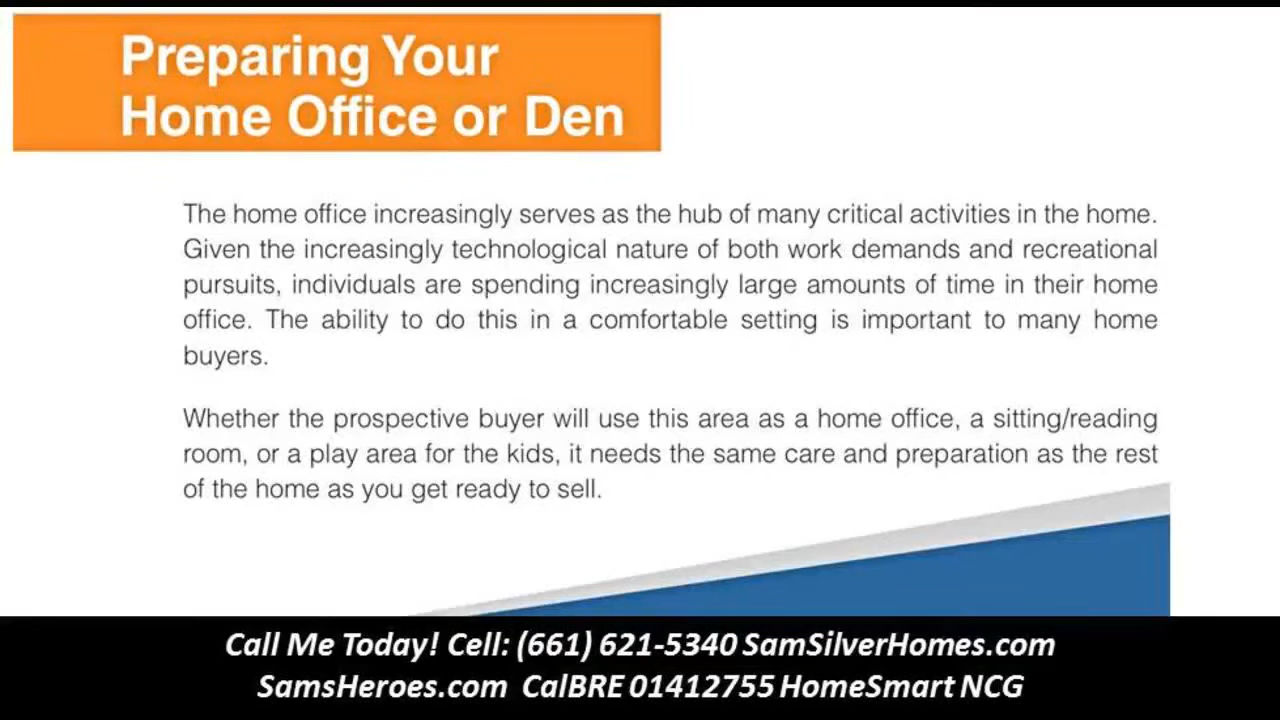 Preparing Your
Home Office or Den
The home office increasingly serves as the hub of many critical activities in the home.
Given the increasingly technological nature of both work demands and recreational
pursuits, individuals are spending increasingly large amounts of time in their home
office. The ability to do this in a comfortable setting is important to many home
buyers.
Whether the prospective buyer will use this area as a home office, a sitting/reading
room, or a play area for the kids, it needs the same care and preparation as the rest
of the home as you get ready to sell.
Call Me Today! Cell: (661) 621-5340 SamSilverHomes.com
SamsHeroes.com CalBRE 01412755 HomeSmart NCG